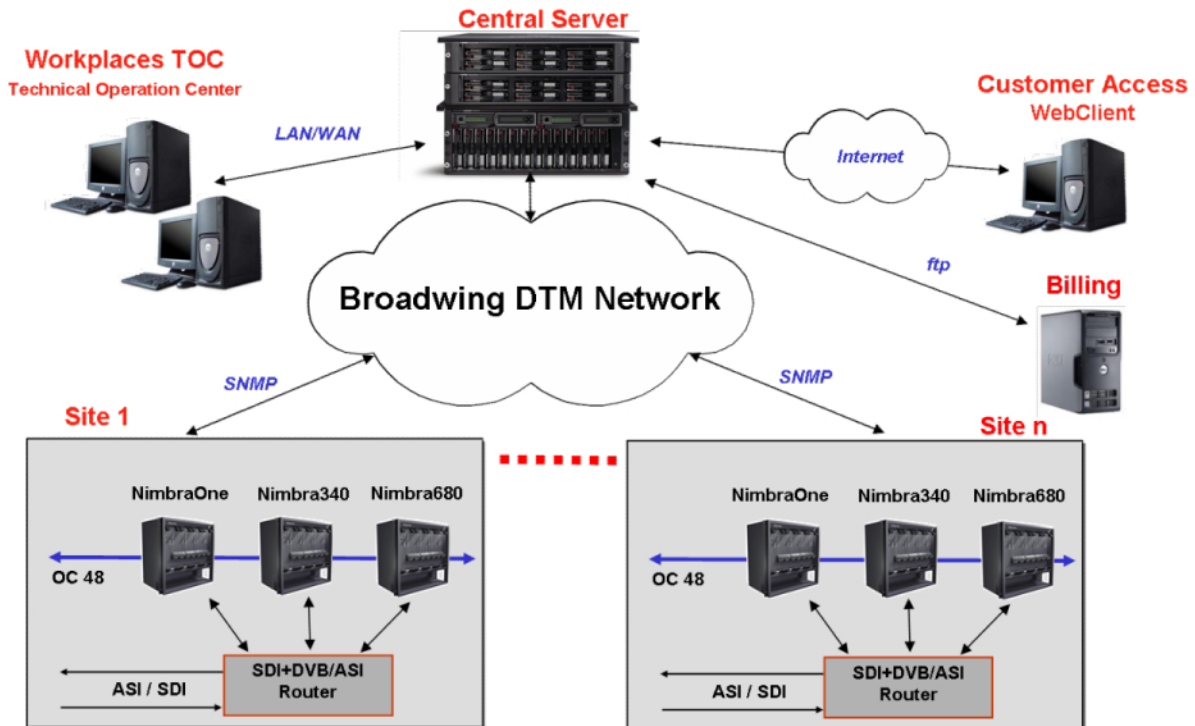 Central Server
Workplaces TOC
Technical Operation Center
LAN/WAN
Internet
Customer Access
WebClient
ftp
Billing
Broadwing DTM Network
SNMP
SNMP
Site 1
Site n
NimbraOne
Nimbra340
Nimbra680
OC 48
SDI+DVB/ASI
Router
ASI / SDI
NimbraOne
Nimbra340
Nimbra680
OC 48
SDI+DVB/ASI
Router
ASI / SDI